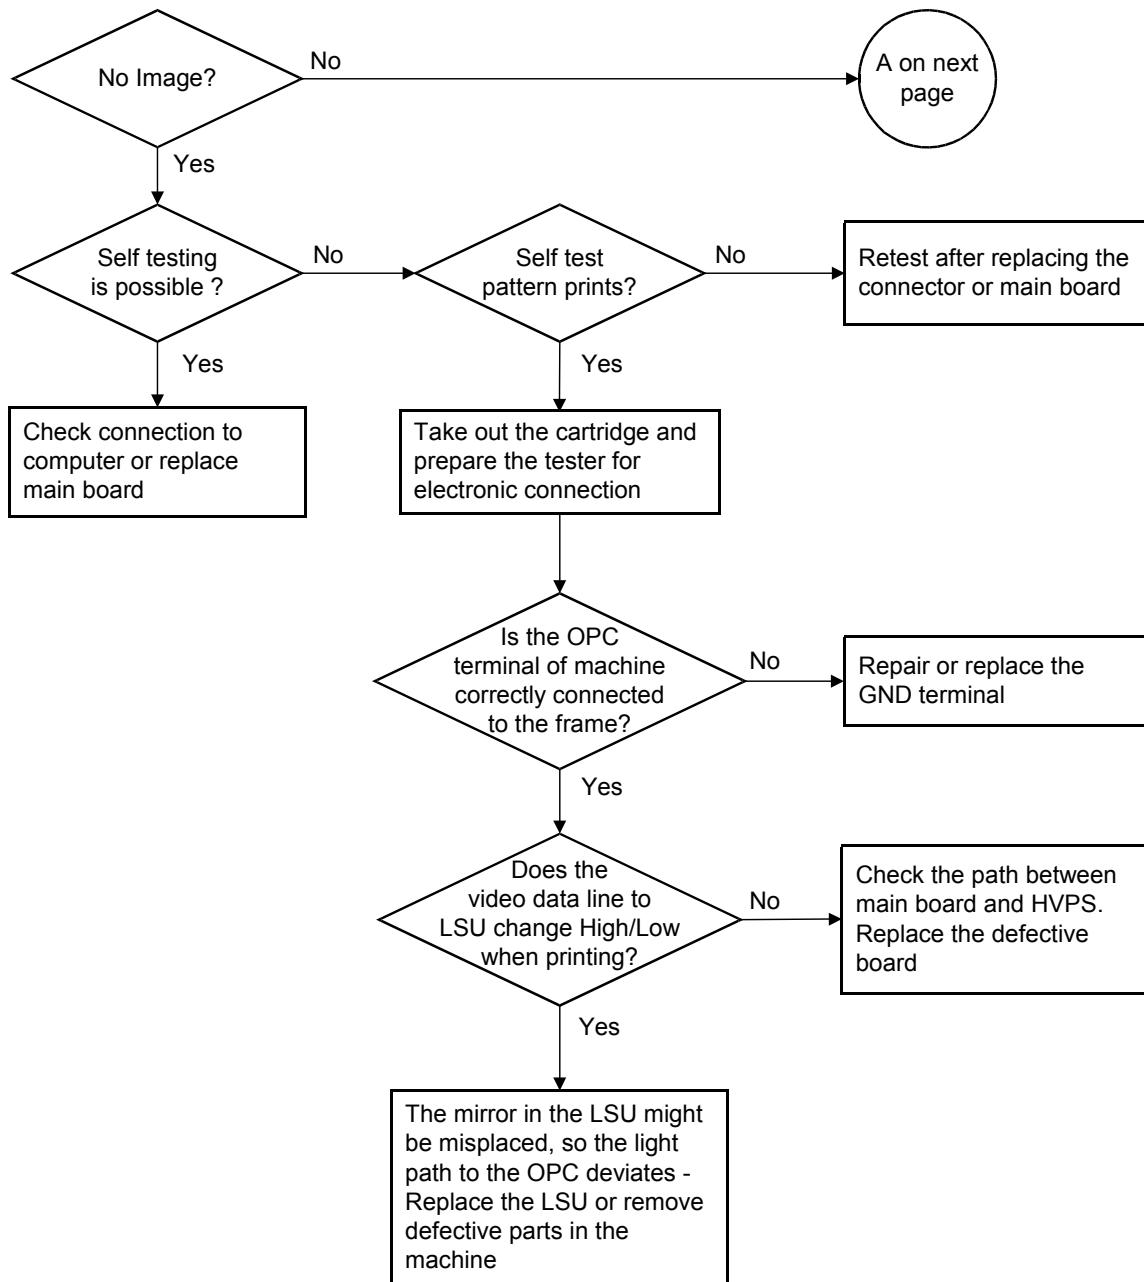 No Image?
No
A on next
page
Yes
Self testing
is possible ?
No
Self test
pattern prints?
No
Retest after replacing the
connector or main board
Yes
Yes
Check connection to
computer or replace
main board
Take out the cartridge and
prepare the tester for
electronic connection
Is the OPC
terminal of machine
correctly connected
to the frame?
No
Repair or replace the
GND terminal
Yes
Does the
video data line to
LSU change High/Low
when printing?
No
Check the path between
main board and HVPS.
Replace the defective
board
Yes
The mirror in the LSU might
be misplaced, so the light
path to the OPC deviates -
Replace the LSU or remove
defective parts in the
machine